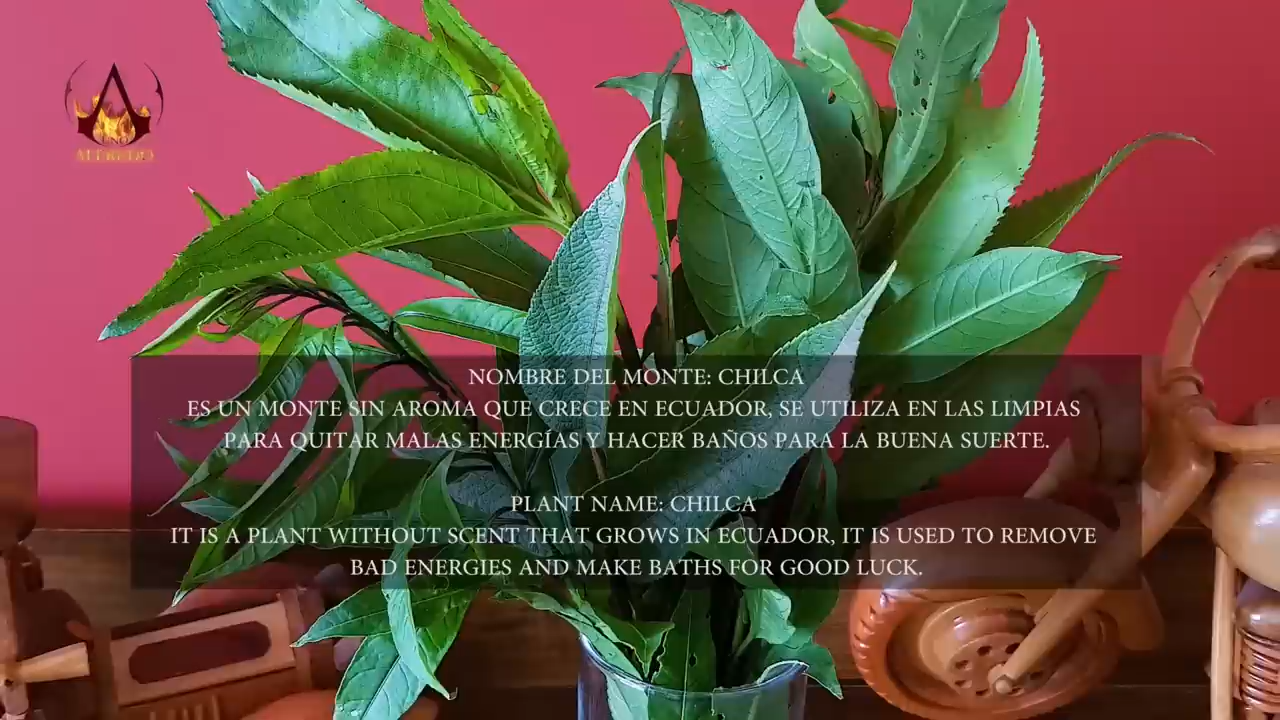 NOMBRE DEL MONTE: CHILCA
ES UN MONTE SIN AROMA QUE CRECE EN ECUADOR, SE UTILIZA EN LAS LIMPIAS
PARA QUITAR MALAS ENERGÍAS Y HACER BAÑOS PARA LA BUENA SUERTE.
PLANT NAME: CHILCA
IT IS A PLANT WITHOUT SCENT THAT GROWS IN ECUADOR, IT IS USED TO REMOVE
BAD ENERGIES AND MAKE BATHS FOR GOOD LUCK.